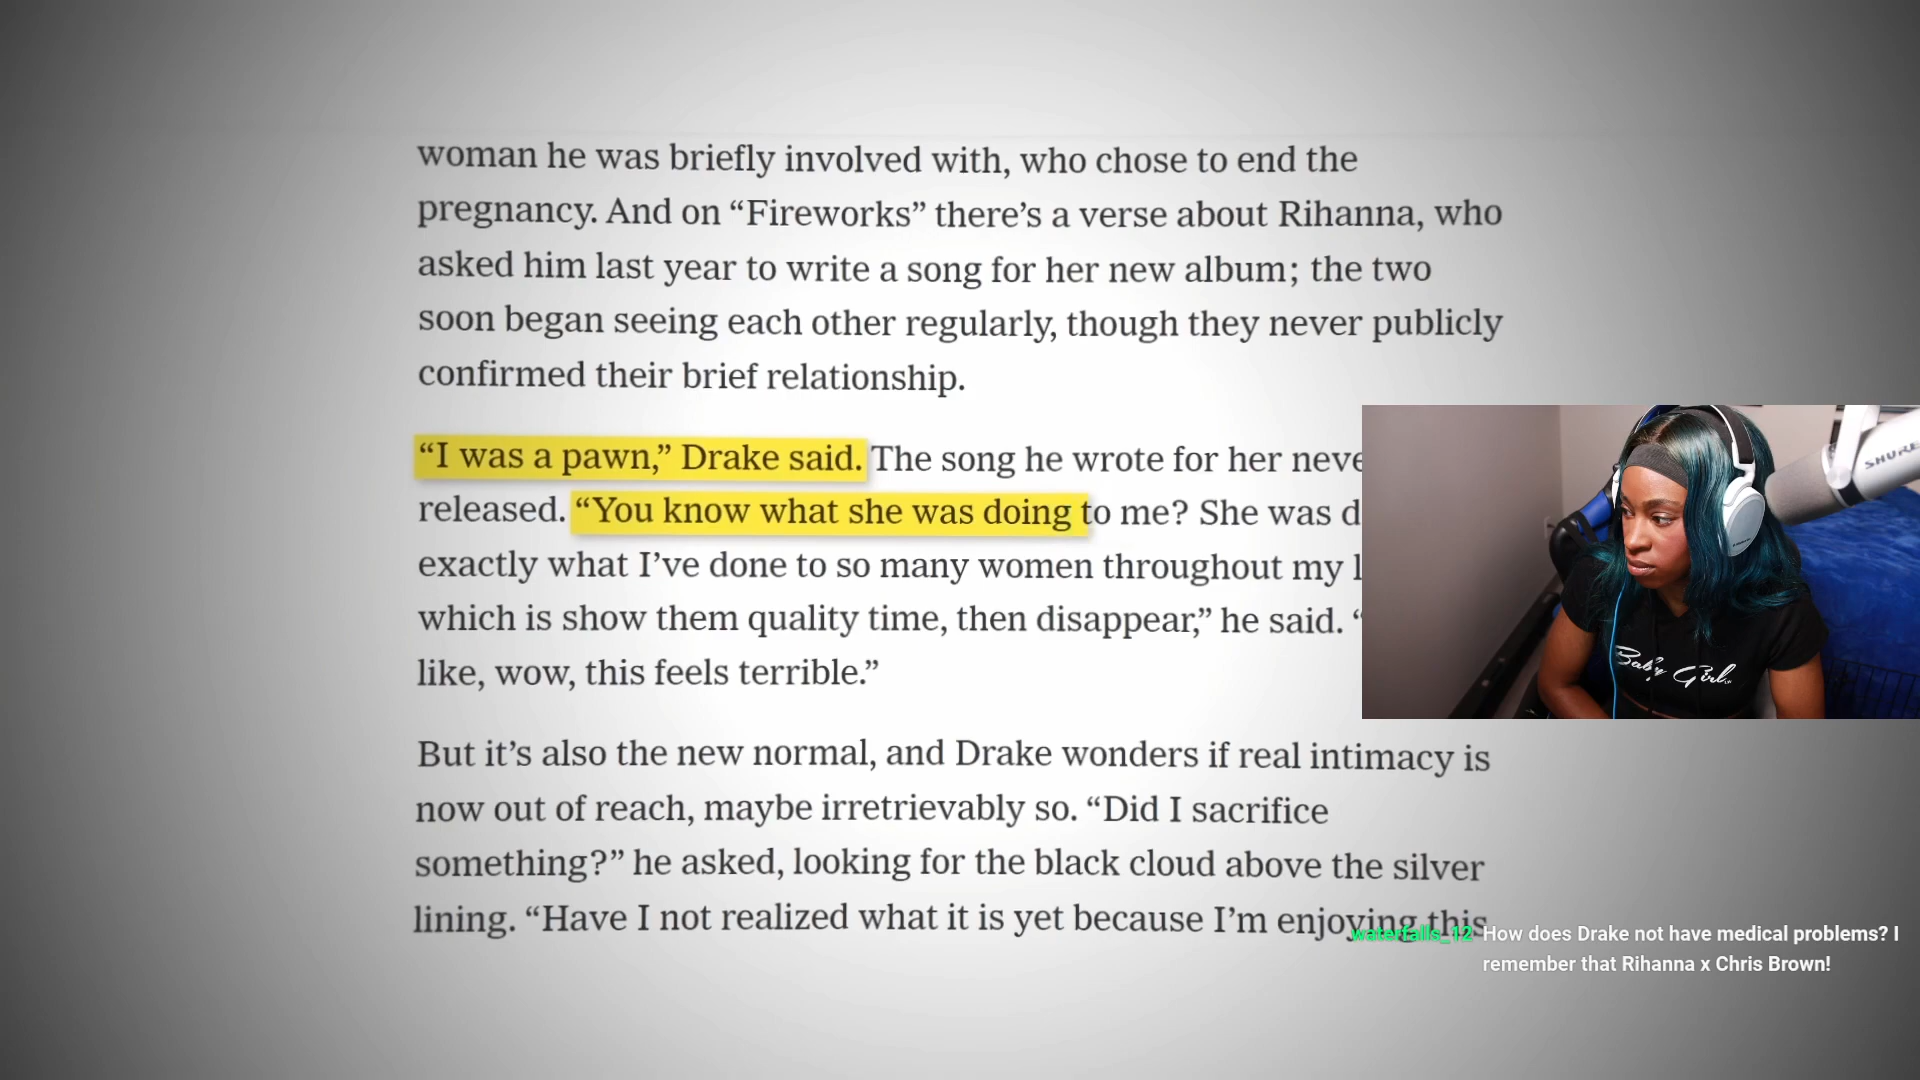 woman he was briefly involved with, who chose to end the
pregnancy. And on “Fireworks” there’s a verse about Rihanna, who
asked him last year to write a song for her new album; the two
soon began seeing each other regularly, though they never publicly
confirmed their brief relationship.
“I was a pawn,” Drake said. The song he wrote for her neve
released. “You know what she was doing to me? She was d
exactly what I’ve done to so many women throughout my l
which is show them quality time, then disappear,” he said. “
like, wow, this feels terrible.”
But it’s also the new normal, and Drake wonders if real intimacy is
now out of reach, maybe irretrievably so. “Did I sacrifice
something?” he asked, looking for the black cloud above the silver
lining. “Have I not realized what it is yet because I’m enjoying this
SHURE
Baby Girl
waterfalls_12 How does Drake not have medical problems? I
remember that Rihanna x Chris Brown!